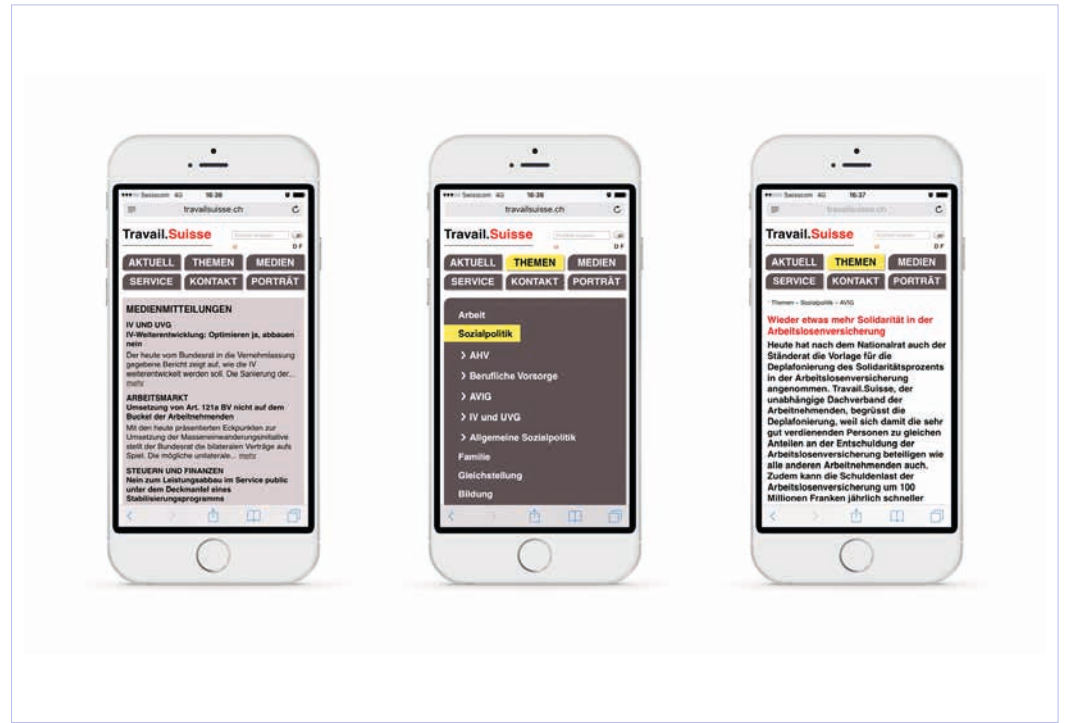 Swisscom 4G 16:36
travailsuisse.ch
Travail.Suisse
D F
AKTUELL THEMEN MEDIEN
SERVICE KONTAKT PORTRÄT
MEDIENMITTEILUNGEN
IV UND UVG
IV-Weiterentwicklung: Optimieren ja, abbauen
nein
Der heute vom Bundesrat in die Vernehmlassung
gegebene Bericht zeigt auf, wie die IV
weiterentwickelt werden soll. Die Sanierung der...
mehr
ARBEITSMARKT
Umsetzung von Art. 121a BV nicht auf dem
Buckel der Arbeitnehmenden
Mit den heute präsentierten Eckpunkten zur
Umsetzung der Masseneinwanderungsinitiative
stellt der Bundesrat die bilateralen Verträge aufs
Spiel. Die mögliche unilaterale... mehr
STEUERN UND FINANZEN
Nein zum Leistungsabbau im Service public
unter dem Deckmantel eines
Stabilisierungsprogramms
Swisscom 4G 16:36
travailsuisse.ch
Travail.Suisse
D F
AKTUELL THEMEN MEDIEN
SERVICE KONTAKT PORTRÄT
Arbeit
Sozialpolitik
> AHV
> Berufliche Vorsorge
> AVIG
> IV und UVG
> Allgemeine Sozialpolitik
Familie
Gleichstellung
Bildung
Swisscom 4G 16:37
travailsuisse.ch
Travail.Suisse
D F
AKTUELL THEMEN MEDIEN
SERVICE KONTAKT PORTRÄT
Themen – Sozialpolitik – AVIG
Wieder etwas mehr Solidarität in der
Arbeitslosenversicherung
Heute hat nach dem Nationalrat auch der
Ständerat die Vorlage für die
Deplafonierung des Solidaritätsprozents
in der Arbeitslosenversicherung
angenommen. Travail.Suisse, der
unabhängige Dachverband der
Arbeitnehmenden, begrüsst die
Deplafonierung, weil sich damit die sehr
gut verdienenden Personen zu gleichen
Anteilen an der Entschuldung der
Arbeitslosenversicherung beteiligen wie
alle anderen Arbeitnehmenden auch.
Zudem kann die Schuldenlast der
Arbeitslosenversicherung um 100
Millionen Franken jährlich schneller